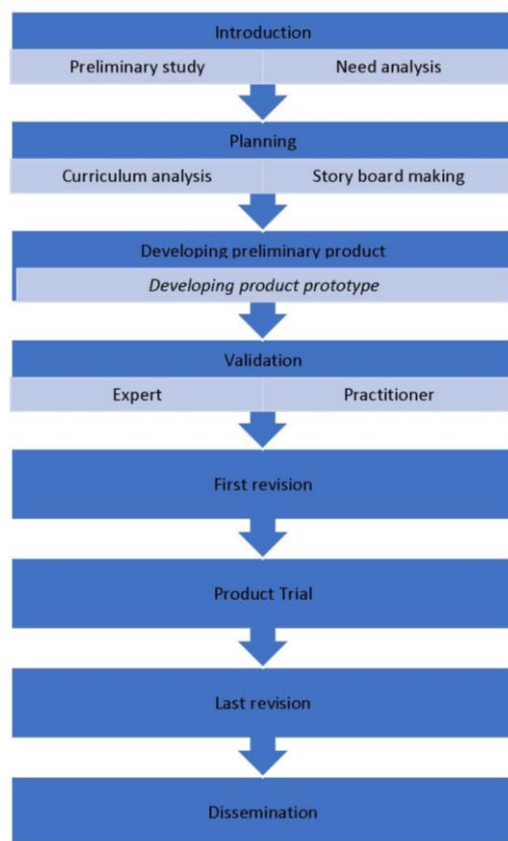 Introduction
Preliminary study
Need analysis
Planning
Curriculum analysis
Story board making
Developing preliminary product
Developing product prototype
Validation
Expert
Practitioner
First revision
Product Trial
Last revision
Dissemination